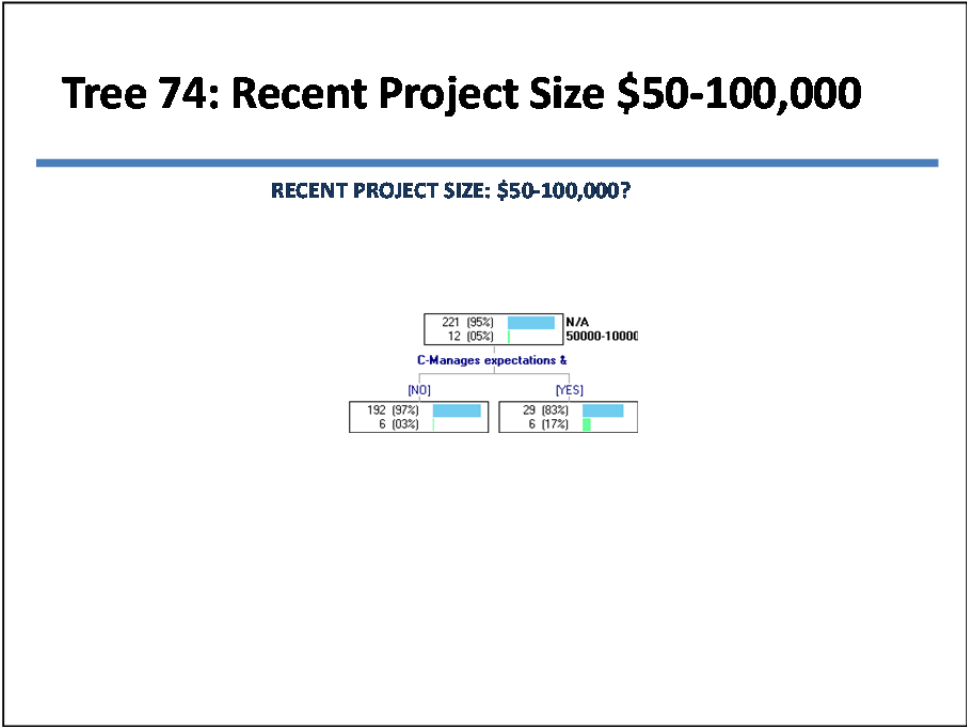 Tree 74: Recent Project Size $50-100,000
RECENT PROJECT SIZE: $50-100,000?
221 (95%) N/A
12 (05%) 50000-10000
C-Manages expectations &
[NO] [YES]
192 (97%) 29 (83%)
6 (03%) 6 (17%)